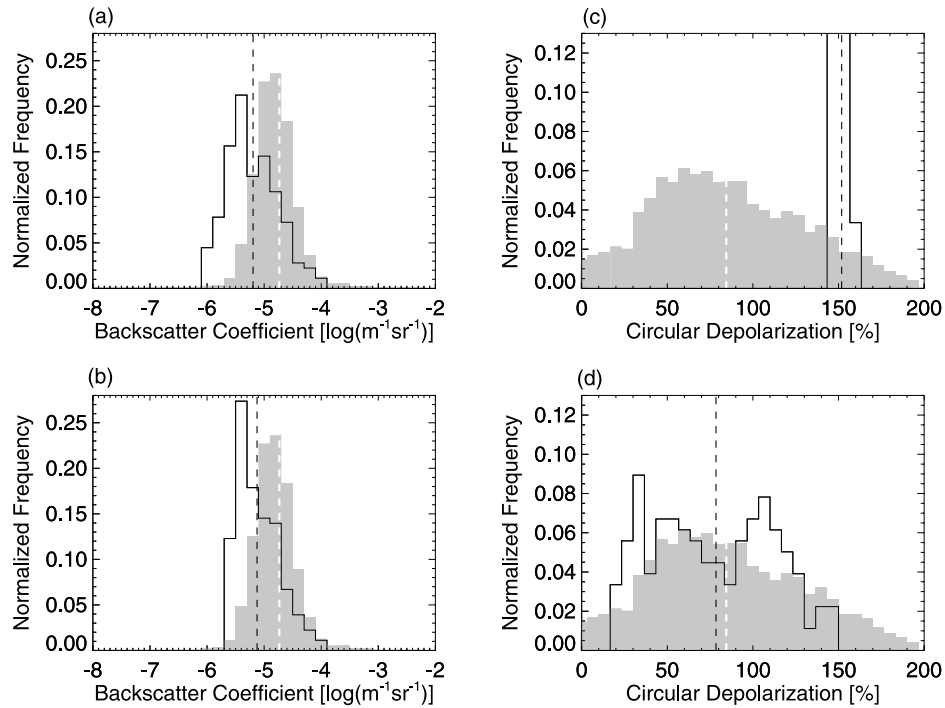 (a)
0.25
0.20
0.15
0.10
0.05
0.00
Normalized Frequency
-8 -7 -6 -5 -4 -3 -2
Backscatter Coefficient [log(m⁻¹sr⁻¹)]
(c)
0.12
0.10
0.08
0.06
0.04
0.02
0.00
Normalized Frequency
0 50 100 150 200
Circular Depolarization [%]
(b)
0.25
0.20
0.15
0.10
0.05
0.00
Normalized Frequency
-8 -7 -6 -5 -4 -3 -2
Backscatter Coefficient [log(m⁻¹sr⁻¹)]
(d)
0.12
0.10
0.08
0.06
0.04
0.02
0.00
Normalized Frequency
0 50 100 150 200
Circular Depolarization [%]